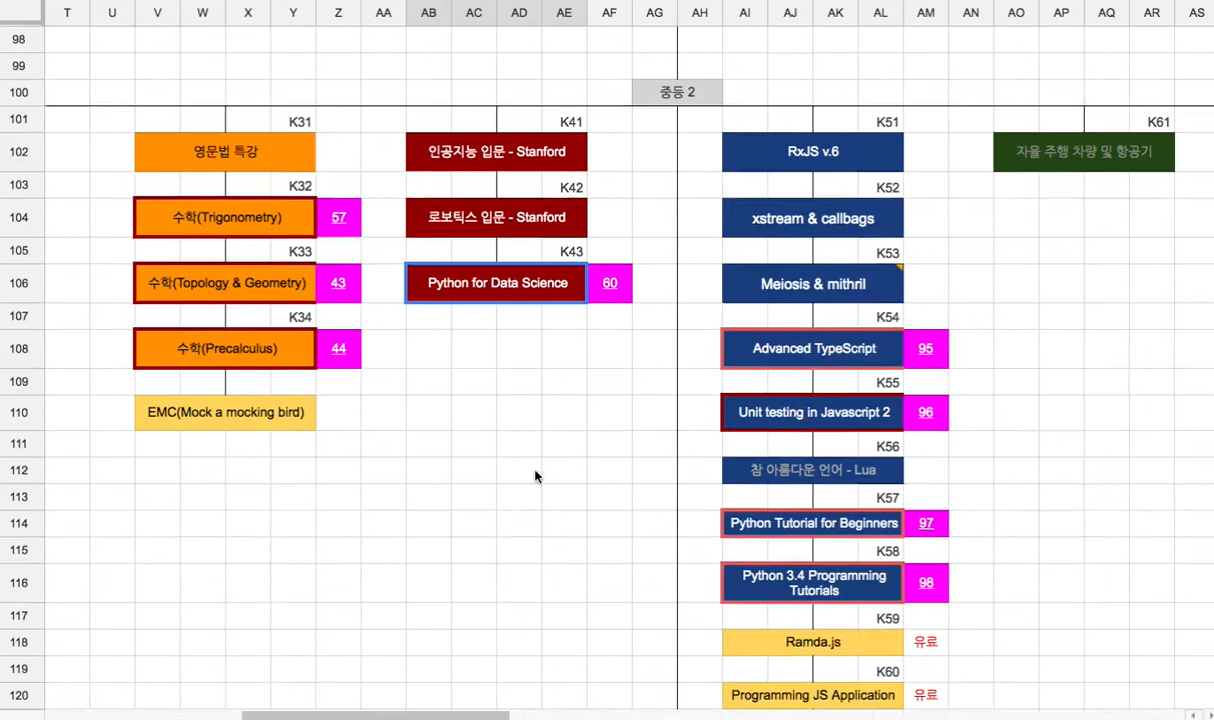 T U V W X Y Z AA AB AC AD AE AF AG AH AI AJ AK AL AM AN AO AP AQ AR AS
98
99
100 중등 2
101 K31 K41 K51 K61
102 영문법 특강 인공지능 입문 - Stanford RxJS v.6 자율 주행 차량 및 항공기
103 K32 K42 K52
104 수학(Trigonometry) 57 로보틱스 입문 - Stanford xstream & callbags
105 K33 K43 K53
106 수학(Topology & Geometry) 43 Python for Data Science 60 Meiosis & mithril
107 K34 K54
108 수학(Precalculus) 44 Advanced TypeScript 95
109 K55
110 EMC(Mock a mocking bird) Unit testing in Javascript 2 96
111 K56
112 참 아름다운 언어 - Lua
113 K57
114 Python Tutorial for Beginners 97
115 K58
116 Python 3.4 Programming
Tutorials 98
117 K59
118 Ramda.js 유료
119 K60
120 Programming JS Application 유료